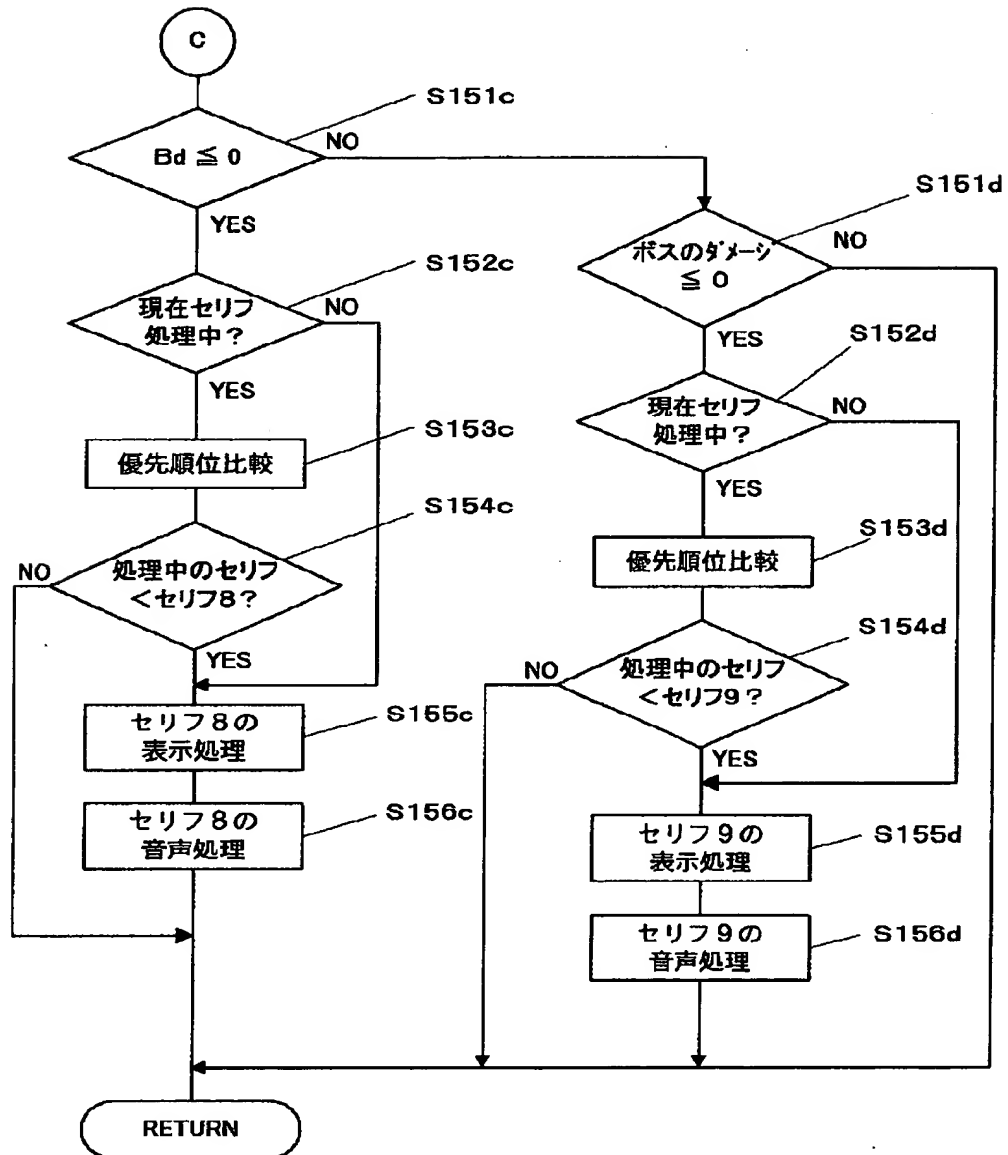 C
S151c
Bd ≦ 0
NO
YES
S152c
現在セリフ
処理中?
NO
YES
S153c
優先順位比較
S154c
処理中のセリフ
<セリフ8?
NO
YES
セリフ8の
表示処理
S155c
セリフ8の
音声処理
S156c
S151d
ボスのダメージ
≦ 0
NO
YES
S152d
現在セリフ
処理中?
NO
YES
S153d
優先順位比較
S154d
処理中のセリフ
<セリフ9?
NO
YES
セリフ9の
表示処理
S155d
セリフ9の
音声処理
S156d
RETURN